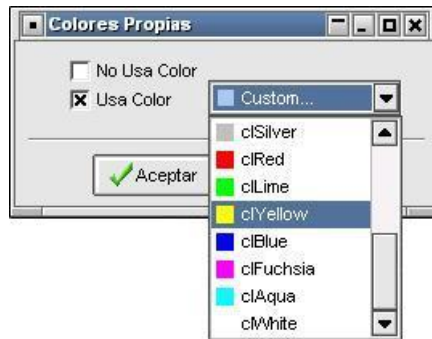 Colores Propias
No Usa Color
Usa Color
Custom...
clSilver
clRed
clLime
Aceptar
clYellow
clBlue
clFuchsia
clAqua
clWhite